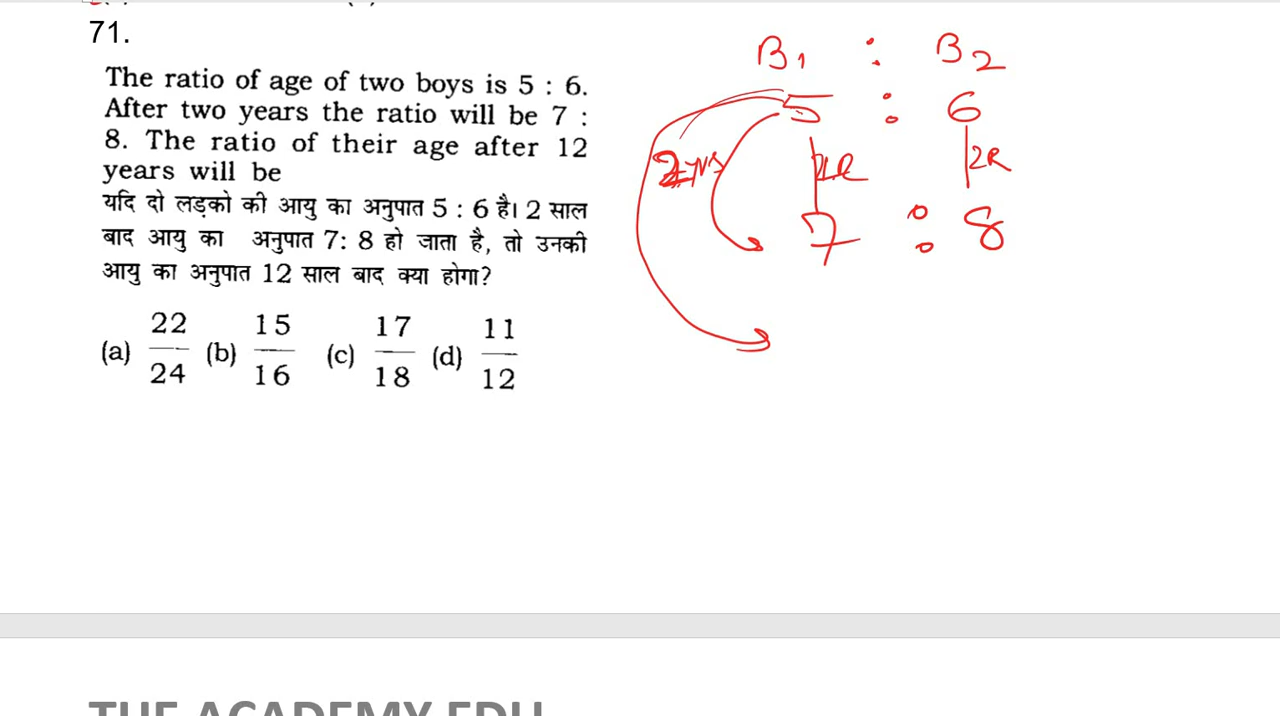 71.
The ratio of age of two boys is 5 : 6.
After two years the ratio will be 7 :
8. The ratio of their age after 12
years will be
यदि दो लड़को की आयु का अनुपात 5 : 6 है। 2 साल
बाद आयु का अनुपात 7: 8 हो जाता है, तो उनकी
आयु का अनुपात 12 साल बाद क्या होगा?
(a) 22/24 (b) 15/16 (c) 17/18 (d) 11/12
B1 : B2
5 : 6
2R
7 : 8
THE ACADEMY EDU